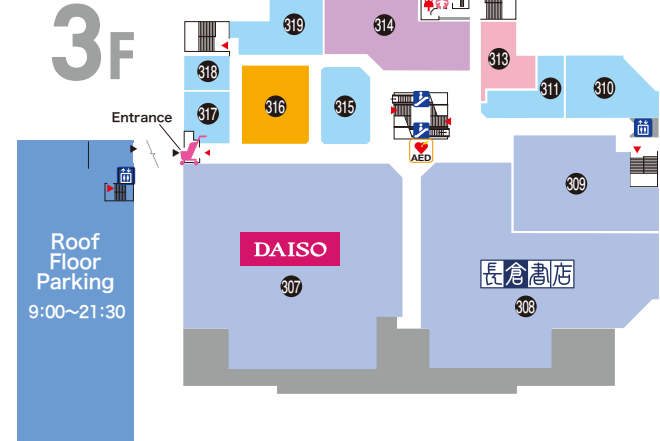 3F
319
314
313
318
311
310
317
316
315
Entrance
AED
309
Roof
Floor
Parking
9:00〜21:30
DAISO
307
長倉書店
308